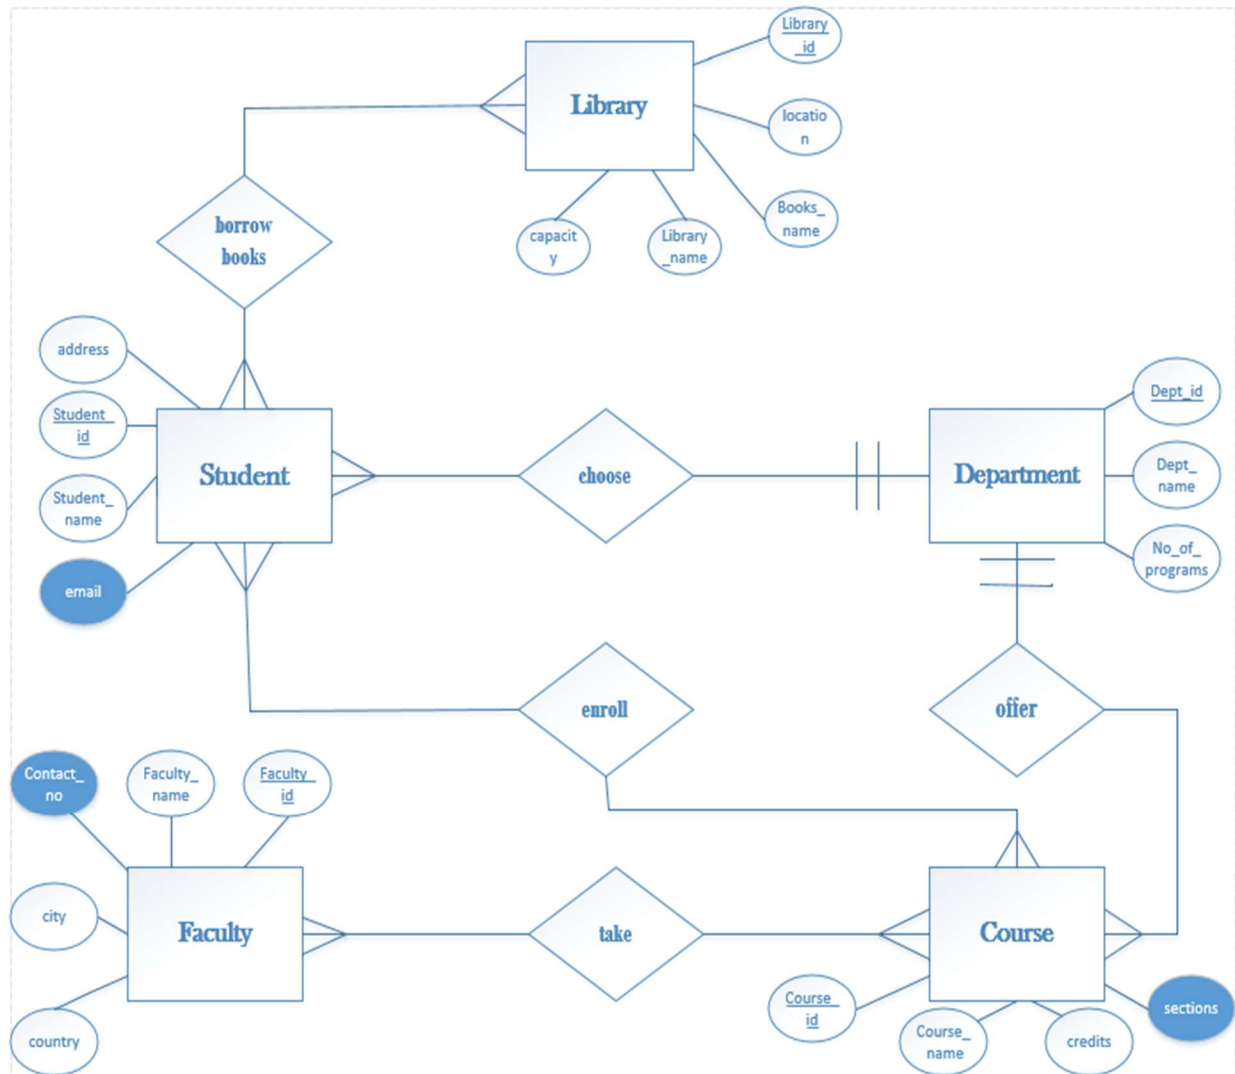 Library
_id
Library
locatio
n
borrow
books
Books_
name
capacit
y
Library
_name
address
Student_
id
Student_
name
email
Student
choose
Department
Dept_id
Dept_
name
No_of_
programs
enroll
offer
Contact_
no
Faculty_
name
Faculty_
id
city
country
Faculty
take
Course
Course_
id
Course_
name
credits
sections